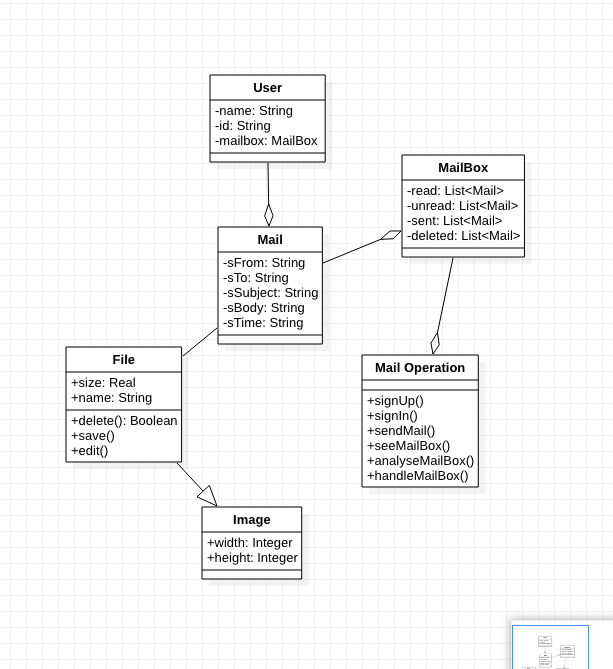 User
-name: String
-id: String
-mailbox: MailBox
MailBox
-read: List<Mail>
-unread: List<Mail>
-sent: List<Mail>
-deleted: List<Mail>
Mail
-sFrom: String
-sTo: String
-sSubject: String
-sBody: String
-sTime: String
File
+size: Real
+name: String
+delete(): Boolean
+save()
+edit()
Mail Operation
+signUp()
+signIn()
+sendMail()
+seeMailBox()
+analyseMailBox()
+handleMailBox()
Image
+width: Integer
+height: Integer